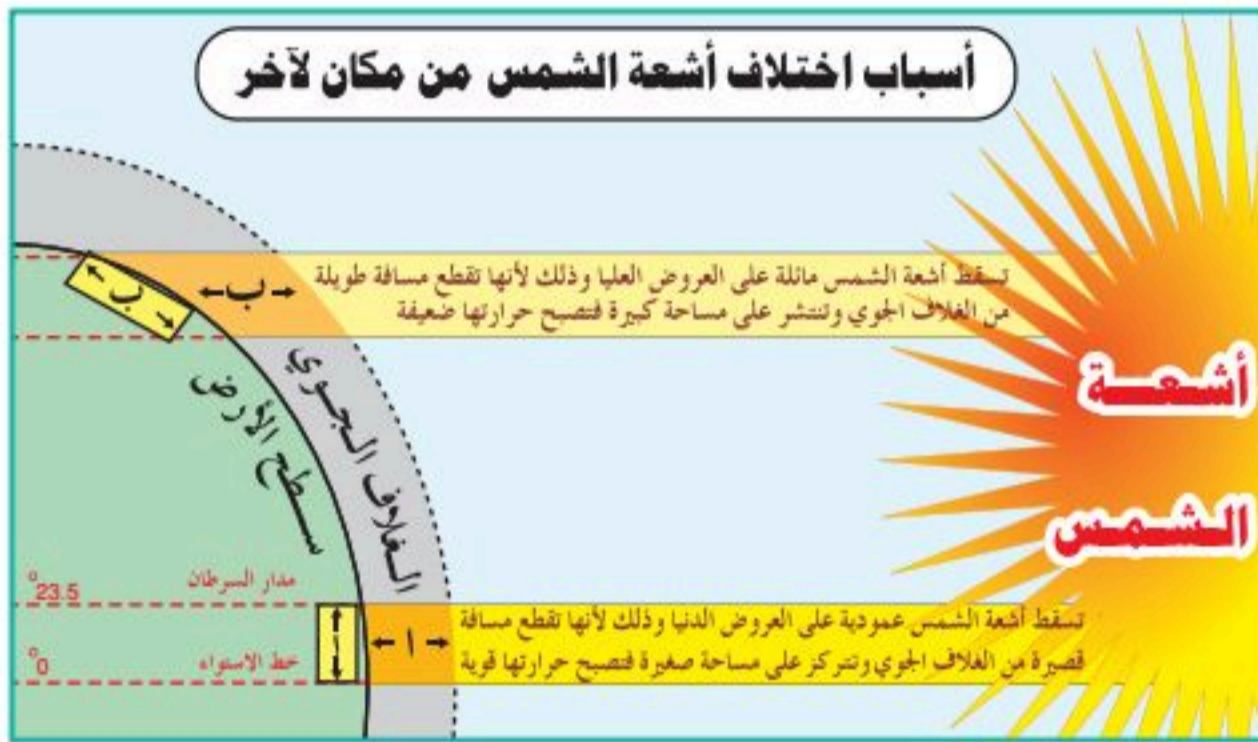 أسباب اختلاف أشعة الشمس من مكان لآخر
تسقط أشعة الشمس مائلة على العروض العليا وذلك لأنها تقطع مسافة طويلة
من الغلاف الجوي وتنتشر على مساحة كبيرة فتصبح حرارتها ضعيفة
ب
ب
أشعة
الشمس
الغلاف الجوي
سطح الأرض
مدار السرطان
°23.5
تسقط أشعة الشمس عمودية على العروض الدنيا وذلك لأنها تقطع مسافة
قصيرة من الغلاف الجوي وتتركز على مساحة صغيرة فتصبح حرارتها قوية
ا
ا
خط الاستواء
°0